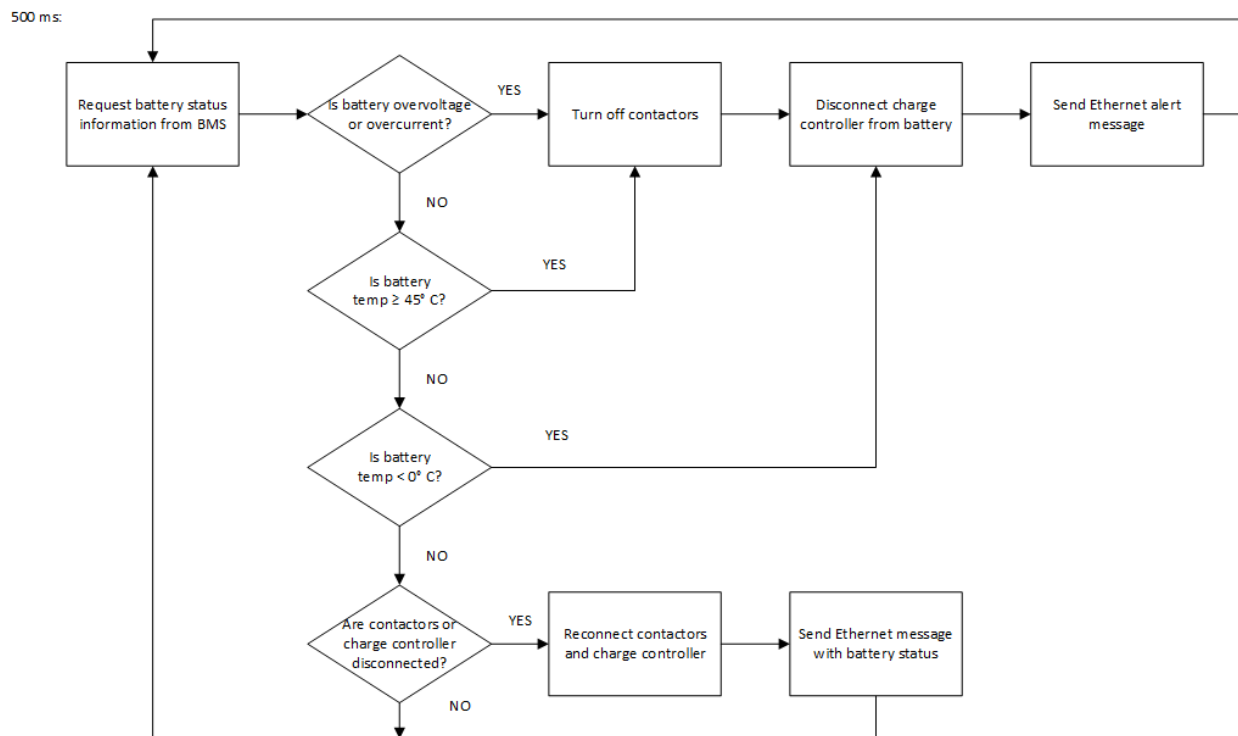 500 ms:
Request battery status
information from BMS
Is battery overvoltage
or overcurrent?
YES
Turn off contactors
Disconnect charge
controller from battery
Send Ethernet alert
message
NO
Is battery
temp ≥ 45° C?
YES
NO
Is battery
temp < 0° C?
YES
NO
Are contactors or
charge controller
disconnected?
YES
Reconnect contactors
and charge controller
Send Ethernet message
with battery status
NO